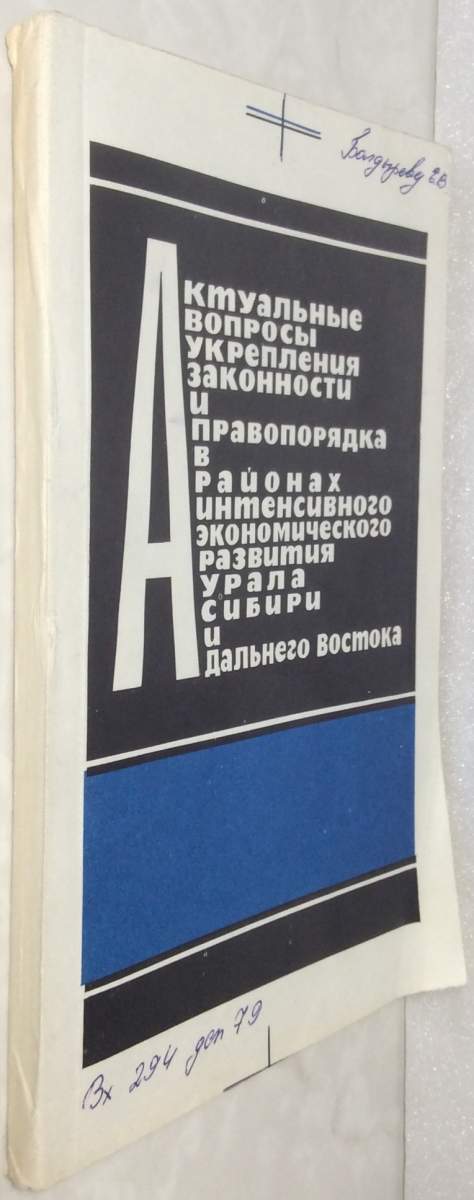 Болдыреву Е.В.
Актуальные
вопросы
укрепления
законности
и
правопорядка
в
районах
интенсивного
экономического
развития
Урала
Сибири
и
Дальнего Востока
Вх 294 доп 79